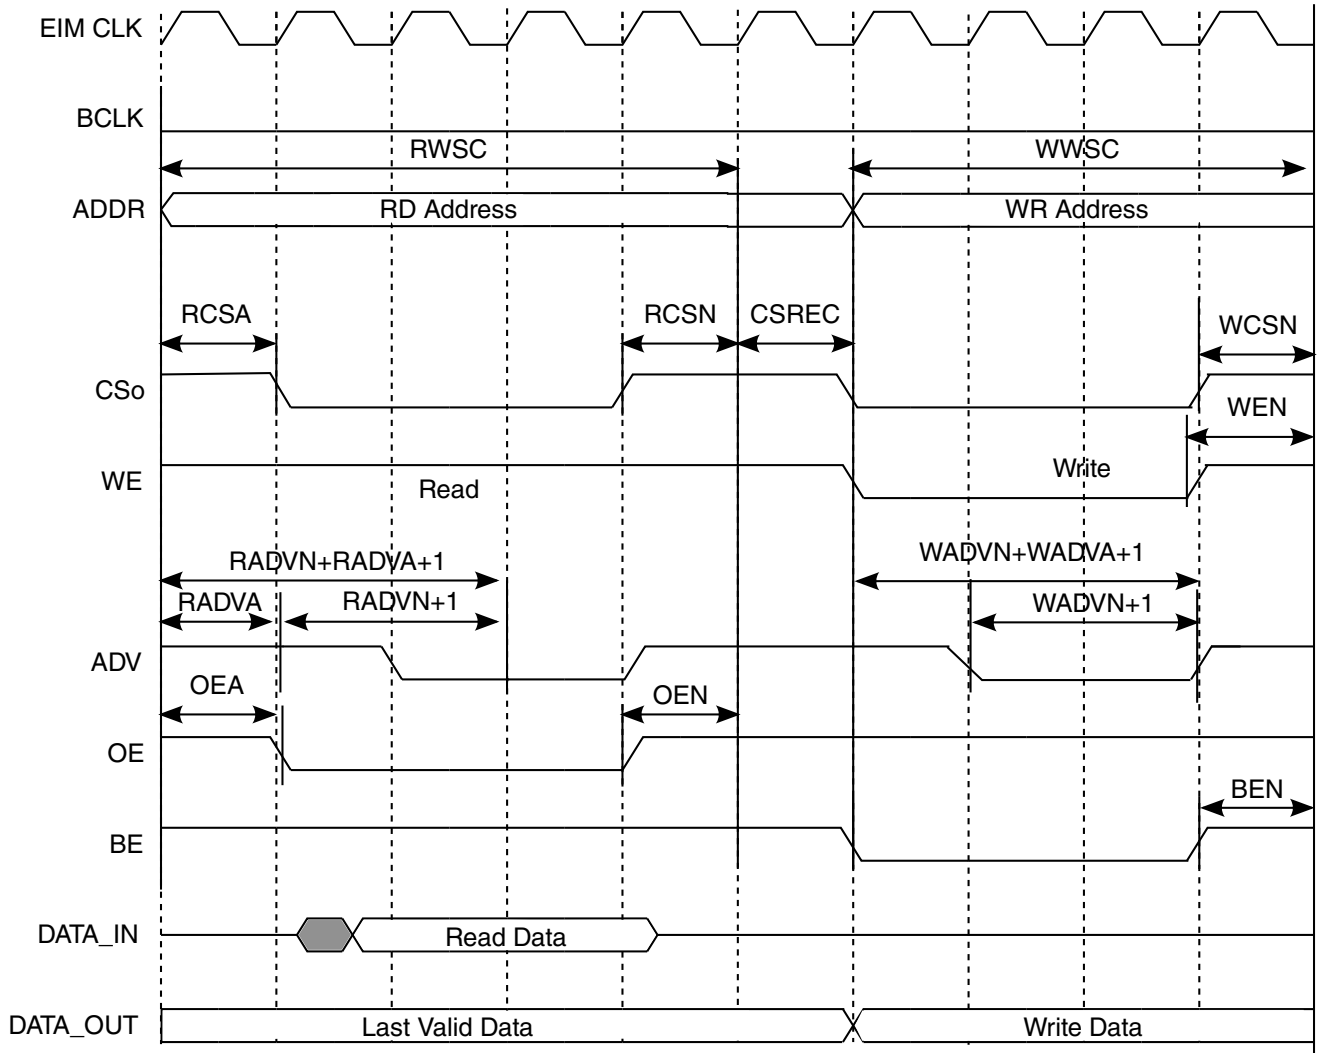 EIM CLK
BCLK
RWSC
WWSC
ADDR
RD Address
WR Address
RCSA
RCSN
CSREC
WCSN
CSo
WEN
WE
Read
Write
RADVN+RADVA+1
WADVN+WADVA+1
RADVA
RADVN+1
WADVN+1
ADV
OEA
OEN
OE
BEN
BE
DATA_IN
Read Data
DATA_OUT
Last Valid Data
Write Data